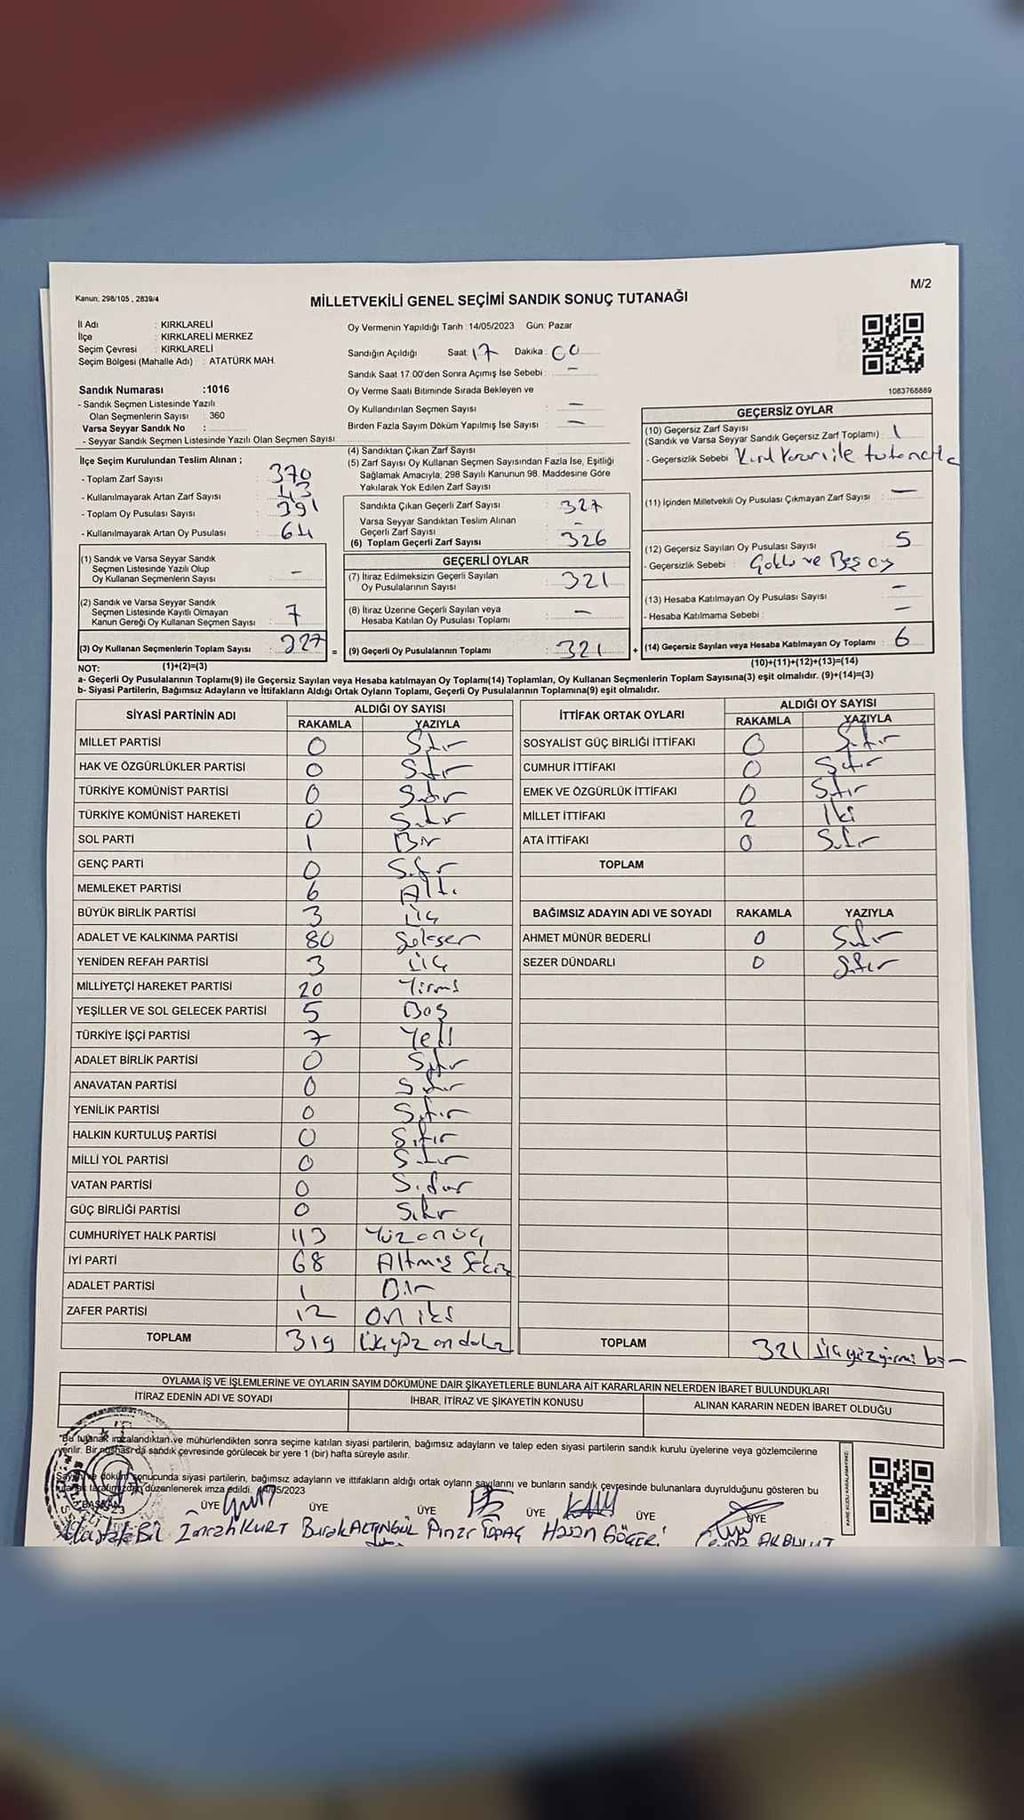 M/2
Kanun: 298/105 , 2839/4
MİLLETVEKİLİ GENEL SEÇİMİ SANDIK SONUÇ TUTANAĞI
İl Adı : KIRKLARELİ
İlçe : KIRKLARELİ MERKEZ
Seçim Çevresi : KIRKLARELİ
Seçim Bölgesi (Mahalle Adı) : ATATÜRK MAH.
Sandık Numarası :1016
- Sandık Seçmen Listesinde Yazılı
Olan Seçmenlerin Sayısı : 360
Varsa Seyyar Sandık No :
- Seyyar Sandık Seçmen Listesinde Yazılı Olan Seçmen Sayısı :
Oy Vermenin Yapıldığı Tarih :14/05/2023 Gün: Pazar
Sandığın Açıldığı Saat: 17 Dakika: 00
Sandık Saat 17.00'den Sonra Açımış İse Sebebi : —
Oy Verme Saati Bitiminde Sırada Bekleyen ve
Oy Kullandırılan Seçmen Sayısı : —
Birden Fazla Sayım Döküm Yapılmış İse Sayısı : —
1083768889
İlçe Seçim Kurulundan Teslim Alınan ;
- Toplam Zarf Sayısı : 370
- Kullanılmayarak Artan Zarf Sayısı : 43
- Toplam Oy Pusulası Sayısı : 391
- Kullanılmayarak Artan Oy Pusulası : 64
(1) Sandık ve Varsa Seyyar Sandık
Seçmen Listesinde Yazılı Olup
Oy Kullanan Seçmenlerin Sayısı : —
(2) Sandık ve Varsa Seyyar Sandık
Seçmen Listesinde Kayıtlı Olmayan
Kanun Gereği Oy Kullanan Seçmen Sayısı : 7
(3) Oy Kullanan Seçmenlerin Toplam Sayısı : 327 =
(4) Sandıktan Çıkan Zarf Sayısı
(5) Zarf Sayısı Oy Kullanan Seçmen Sayısından Fazla İse, Eşitliği
Sağlamak Amacıyla, 298 Sayılı Kanunun 98. Maddesine Göre
Yakılarak Yok Edilen Zarf Sayısı
Sandıkta Çıkan Geçerli Zarf Sayısı : 327
Varsa Seyyar Sandıktan Teslim Alınan
Geçerli Zarf Sayısı :
(6) Toplam Geçerli Zarf Sayısı : 326
GEÇERLİ OYLAR
(7) İtiraz Edilmeksizin Geçerli Sayılan
Oy Pusulalarının Sayısı : 321
(8) İtiraz Üzerine Geçerli Sayılan veya
Hesaba Katılan Oy Pusulası Toplamı : —
(9) Geçerli Oy Pusulalarının Toplamı : 321 +
GEÇERSİZ OYLAR
(10) Geçersiz Zarf Sayısı
(Sandık ve Varsa Seyyar Sandık Geçersiz Zarf Toplamı) : 1
- Geçersizlik Sebebi : Kurul Kararı ile tutanakla
(11) İçinden Milletvekili Oy Pusulası Çıkmayan Zarf Sayısı : —
(12) Geçersiz Sayılan Oy Pusulası Sayısı : 5
- Geçersizlik Sebebi :
(13) Hesaba Katılmayan Oy Pusulası Sayısı : —
- Hesaba Katılmama Sebebi : —
(14) Geçersiz Sayılan veya Hesaba Katılmayan Oy Toplamı : 6
NOT: (1)+(2)=(3) (10)+(11)+(12)+(13)=(14)
a- Geçerli Oy Pusulalarının Toplamı(9) ile Geçersiz Sayılan veya Hesaba katılmayan Oy Toplamı(14) Toplamları, Oy Kullanan Seçmenlerin Toplam Sayısına(3) eşit olmalıdır. (9)+(14)=(3)
b- Siyasi Partilerin, Bağımsız Adayların ve İttifakların Aldığı Ortak Oyların Toplamı, Geçerli Oy Pusulalarının Toplamına(9) eşit olmalıdır.
SİYASİ PARTİNİN ADI ALDIĞI OY SAYISI
RAKAMLA YAZIYLA
MİLLET PARTİSİ 0 Sıfır
HAK VE ÖZGÜRLÜKLER PARTİSİ 0 Sıfır
TÜRKİYE KOMÜNİST PARTİSİ 0 Sıfır
TÜRKİYE KOMÜNİST HAREKETİ 0 Sıfır
SOL PARTİ 1 Bir
GENÇ PARTİ 0 Sıfır
MEMLEKET PARTİSİ 6 Altı
BÜYÜK BİRLİK PARTİSİ 3 üç
ADALET VE KALKINMA PARTİSİ 80 Seksen
YENİDEN REFAH PARTİSİ 3 üç
MİLLİYETÇİ HAREKET PARTİSİ 20 Yirmi
YEŞİLLER VE SOL GELECEK PARTİSİ 5 Beş
TÜRKİYE İŞÇİ PARTİSİ 7 Yedi
ADALET BİRLİK PARTİSİ 0 Sıfır
ANAVATAN PARTİSİ 0 Sıfır
YENİLİK PARTİSİ 0 Sıfır
HALKIN KURTULUŞ PARTİSİ 0 Sıfır
MİLLİ YOL PARTİSİ 0 Sıfır
VATAN PARTİSİ 0 Sıfır
GÜÇ BİRLİĞİ PARTİSİ 0 Sıfır
CUMHURİYET HALK PARTİSİ 113 Yüzonüç
İYİ PARTİ 68 Altmış Sekiz
ADALET PARTİSİ 1 Bir
ZAFER PARTİSİ 12 on iki
TOPLAM 319 üçyüz ondokuz
İTTİFAK ORTAK OYLARI ALDIĞI OY SAYISI
RAKAMLA YAZIYLA
SOSYALİST GÜÇ BİRLİĞİ İTTİFAKI 0 Sıfır
CUMHUR İTTİFAKI 0 Sıfır
EMEK VE ÖZGÜRLÜK İTTİFAKI 0 Sıfır
MİLLET İTTİFAKI 2 İki
ATA İTTİFAKI 0 Sıfır
TOPLAM
BAĞIMSIZ ADAYIN ADI VE SOYADI RAKAMLA YAZIYLA
AHMET MÜNÜR BEDERLİ 0 Sıfır
SEZER DÜNDARLI 0 Sıfır
TOPLAM 321 üçyüzyirmi bir
OYLAMA İŞ VE İŞLEMLERİNE VE OYLARIN SAYIM DÖKÜMÜNE DAİR ŞİKAYETLERLE BUNLARA AİT KARARLARIN NELERDEN İBARET BULUNDUKLARI
İTİRAZ EDENİN ADI VE SOYADI İHBAR, İTİRAZ VE ŞİKAYETİN KONUSU ALINAN KARARIN NEDEN İBARET OLDUĞU
"Bu tutanak imzalandıktan ve mühürlendikten sonra seçime katılan siyasi partilerin, bağımsız adayların ve talep eden siyasi partilerin sandık kurulu üyelerine veya gözlemcilerine
verilir. Bir nüshası da sandık çevresinde görülecek bir yere 1 (bir) hafta süreyle asılır.
Sayım ve döküm sonucunda siyasi partilerin, bağımsız adayların ve ittifakların aldığı ortak oyların sayılarını ve bunların sandık çevresinde bulunanlara duyrulduğunu gösteren bu
tutanak tarafımızdan düzenlenerek imza edildi. 14/05/2023
BAŞKAN ÜYE ÜYE ÜYE ÜYE ÜYE ÜYE
Mustafa Bil İmrah KURT Burak ALTINGÜL Pınar TOPAÇ Hasan GÖÇER AKBULUT